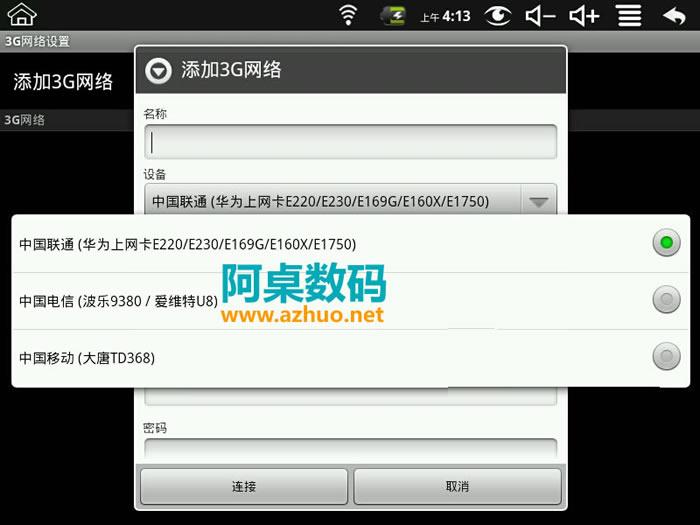 上午 4:13
3G网络设置
添加3G网络
3G网络
添加3G网络
名称
设备
中国联通 (华为上网卡E220/E230/E169G/E160X/E1750)
中国联通 (华为上网卡E220/E230/E169G/E160X/E1750)
中国电信 (波乐9380 / 爱维特U8)
中国移动 (大唐TD368)
阿桌数码
www.azhuo.net
密码
连接
取消